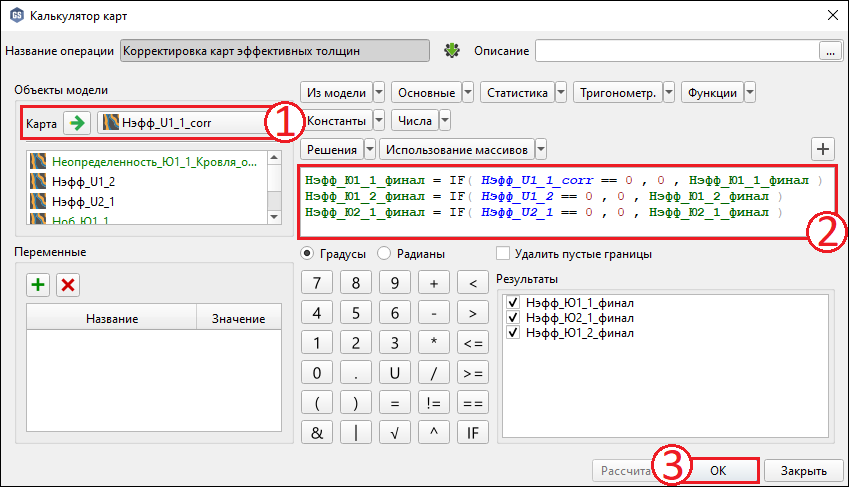 GS Калькулятор карт
Название операции Корректировка карт эффективных толщин Описание ...
Объекты модели
Карта Нэфф_U1_1_corr 1
Неопределенность_Ю1_1_Кровля_о...
Нэфф_U1_2
Нэфф_U2_1
Ноб_Ю1_1
Из модели Основные Статистика Тригонометр. Функции
Константы Числа
Решения Использование массивов +
Нэфф_Ю1_1_финал = IF( Нэфф_U1_1_corr == 0 , 0 , Нэфф_Ю1_1_финал )
Нэфф_Ю1_2_финал = IF( Нэфф_U1_2 == 0 , 0 , Нэфф_Ю1_2_финал )
Нэфф_Ю2_1_финал = IF( Нэфф_U2_1 == 0 , 0 , Нэфф_Ю2_1_финал )
2
Переменные
Название Значение
Градусы Радианы
7 8 9 + <
4 5 6 - >
1 2 3 * <=
0 . U / >=
( ) = != ==
& | √ ^ IF
Удалить пустые границы
Результаты
Нэфф_Ю1_1_финал
Нэфф_Ю2_1_финал
Нэфф_Ю1_2_финал
Рассчита 3 OK Закрыть